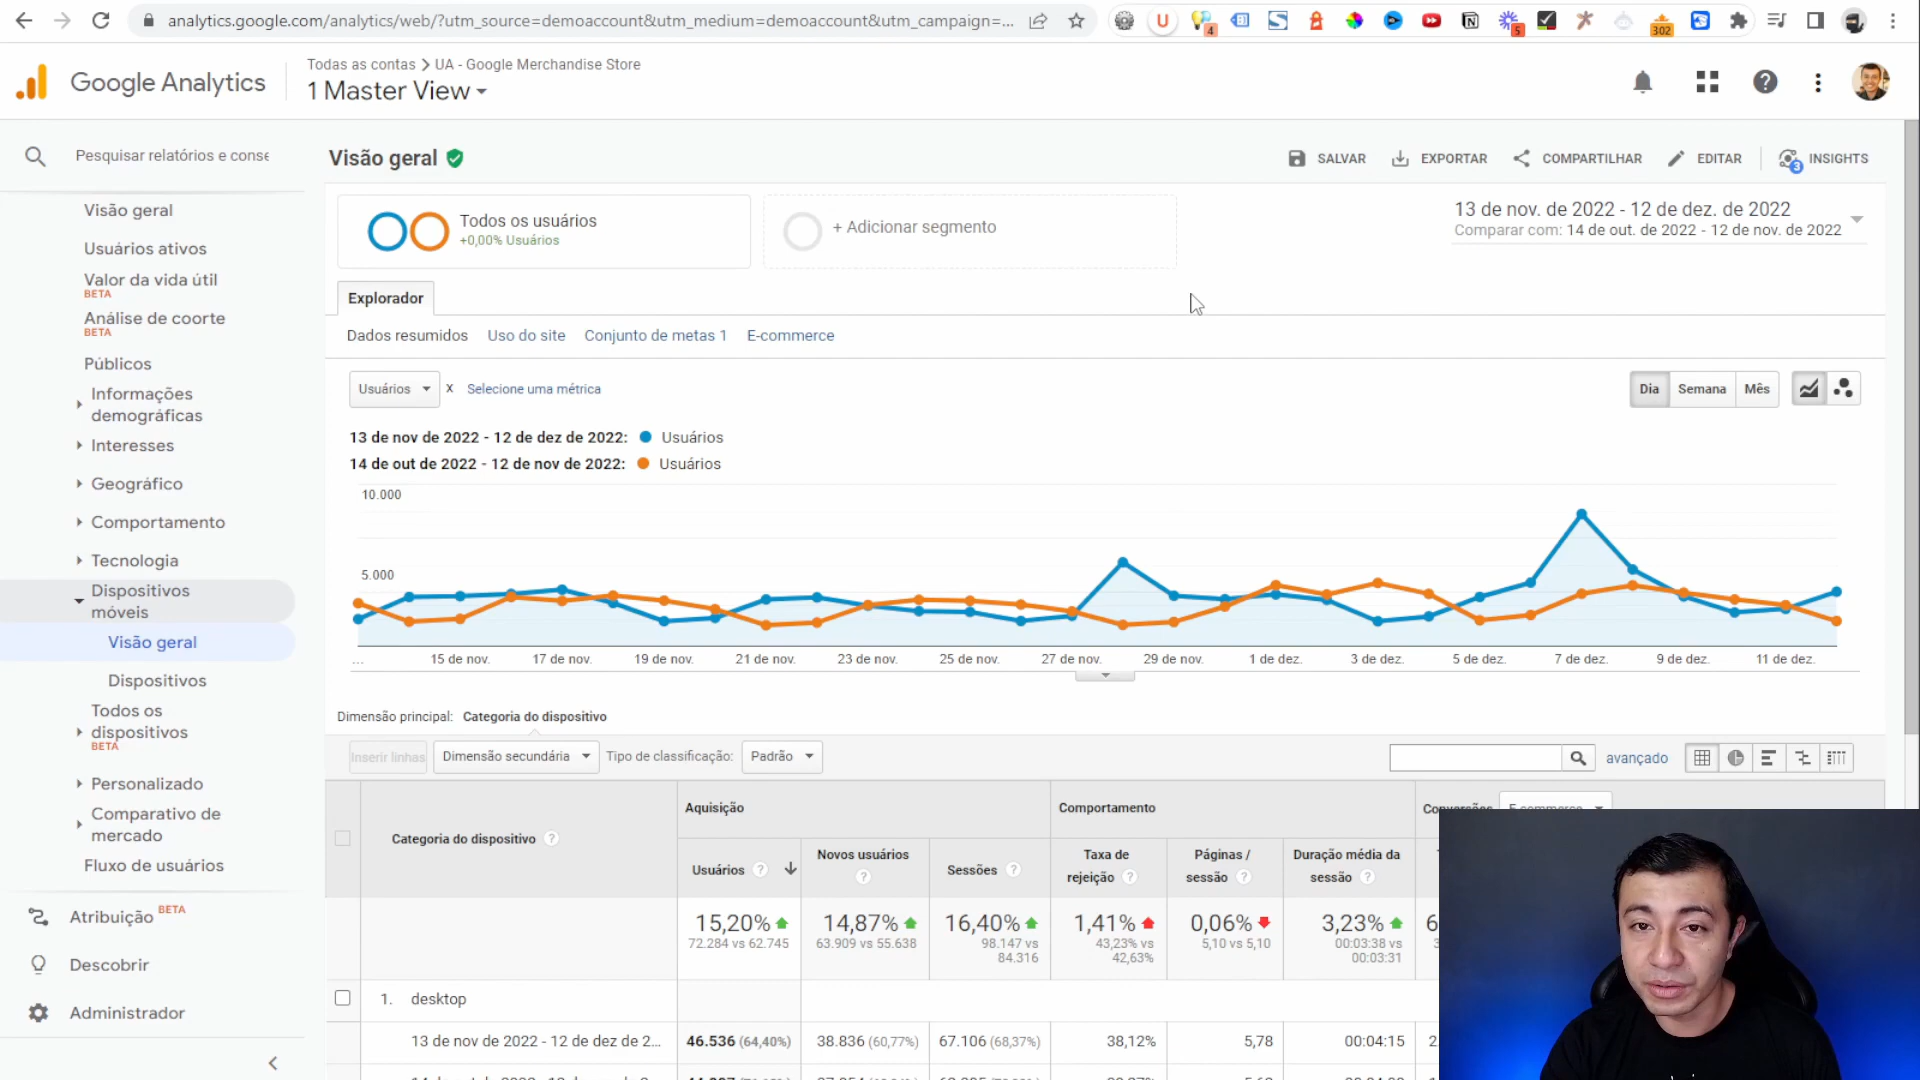 analytics.google.com/analytics/web/?utm_source=demoaccount&utm_medium=demoaccount&utm_campaign=...
4
5
302
Google Analytics
Todas as contas > UA - Google Merchandise Store
1 Master View
Pesquisar relatórios e conse
Visão geral
SALVAR
EXPORTAR
COMPARTILHAR
EDITAR
3
INSIGHTS
Visão geral
Usuários ativos
Valor da vida útil
BETA
Análise de coorte
BETA
Públicos
Informações
demográficas
Interesses
Geográfico
Comportamento
Tecnologia
Dispositivos
móveis
Visão geral
Dispositivos
Todos os
dispositivos
BETA
Personalizado
Comparativo de
mercado
Fluxo de usuários
Atribuição BETA
Descobrir
Administrador
Todos os usuários
+0,00% Usuários
+ Adicionar segmento
13 de nov. de 2022 - 12 de dez. de 2022
Comparar com: 14 de out. de 2022 - 12 de nov. de 2022
Explorador
Dados resumidos Uso do site Conjunto de metas 1 E-commerce
Usuários x Selecione uma métrica
Dia Semana Mês
13 de nov de 2022 - 12 de dez de 2022: Usuários
14 de out de 2022 - 12 de nov de 2022: Usuários
10.000
5.000
... 15 de nov. 17 de nov. 19 de nov. 21 de nov. 23 de nov. 25 de nov. 27 de nov. 29 de nov. 1 de dez. 3 de dez. 5 de dez. 7 de dez. 9 de dez. 11 de dez.
Dimensão principal: Categoria do dispositivo
Inserir linhas Dimensão secundária Tipo de classificação: Padrão avançado
Aquisição Comportamento Conversões E-commerce
Categoria do dispositivo ?
Usuários ?
Novos usuários ?
Sessões ?
Taxa de rejeição ?
Páginas / sessão ?
Duração média da sessão ?
15,20% 14,87% 16,40% 1,41% 0,06% 3,23% 6
72.284 vs 62.745
63.909 vs 55.638
98.147 vs
84.316
43,23% vs
42,63%
5,10 vs 5,10
00:03:38 vs
00:03:31
1. desktop
13 de nov de 2022 - 12 de dez de 2... 46.536 (64,40%) 38.836 (60,77%) 67.106 (68,37%) 38,12% 5,78 00:04:15 2